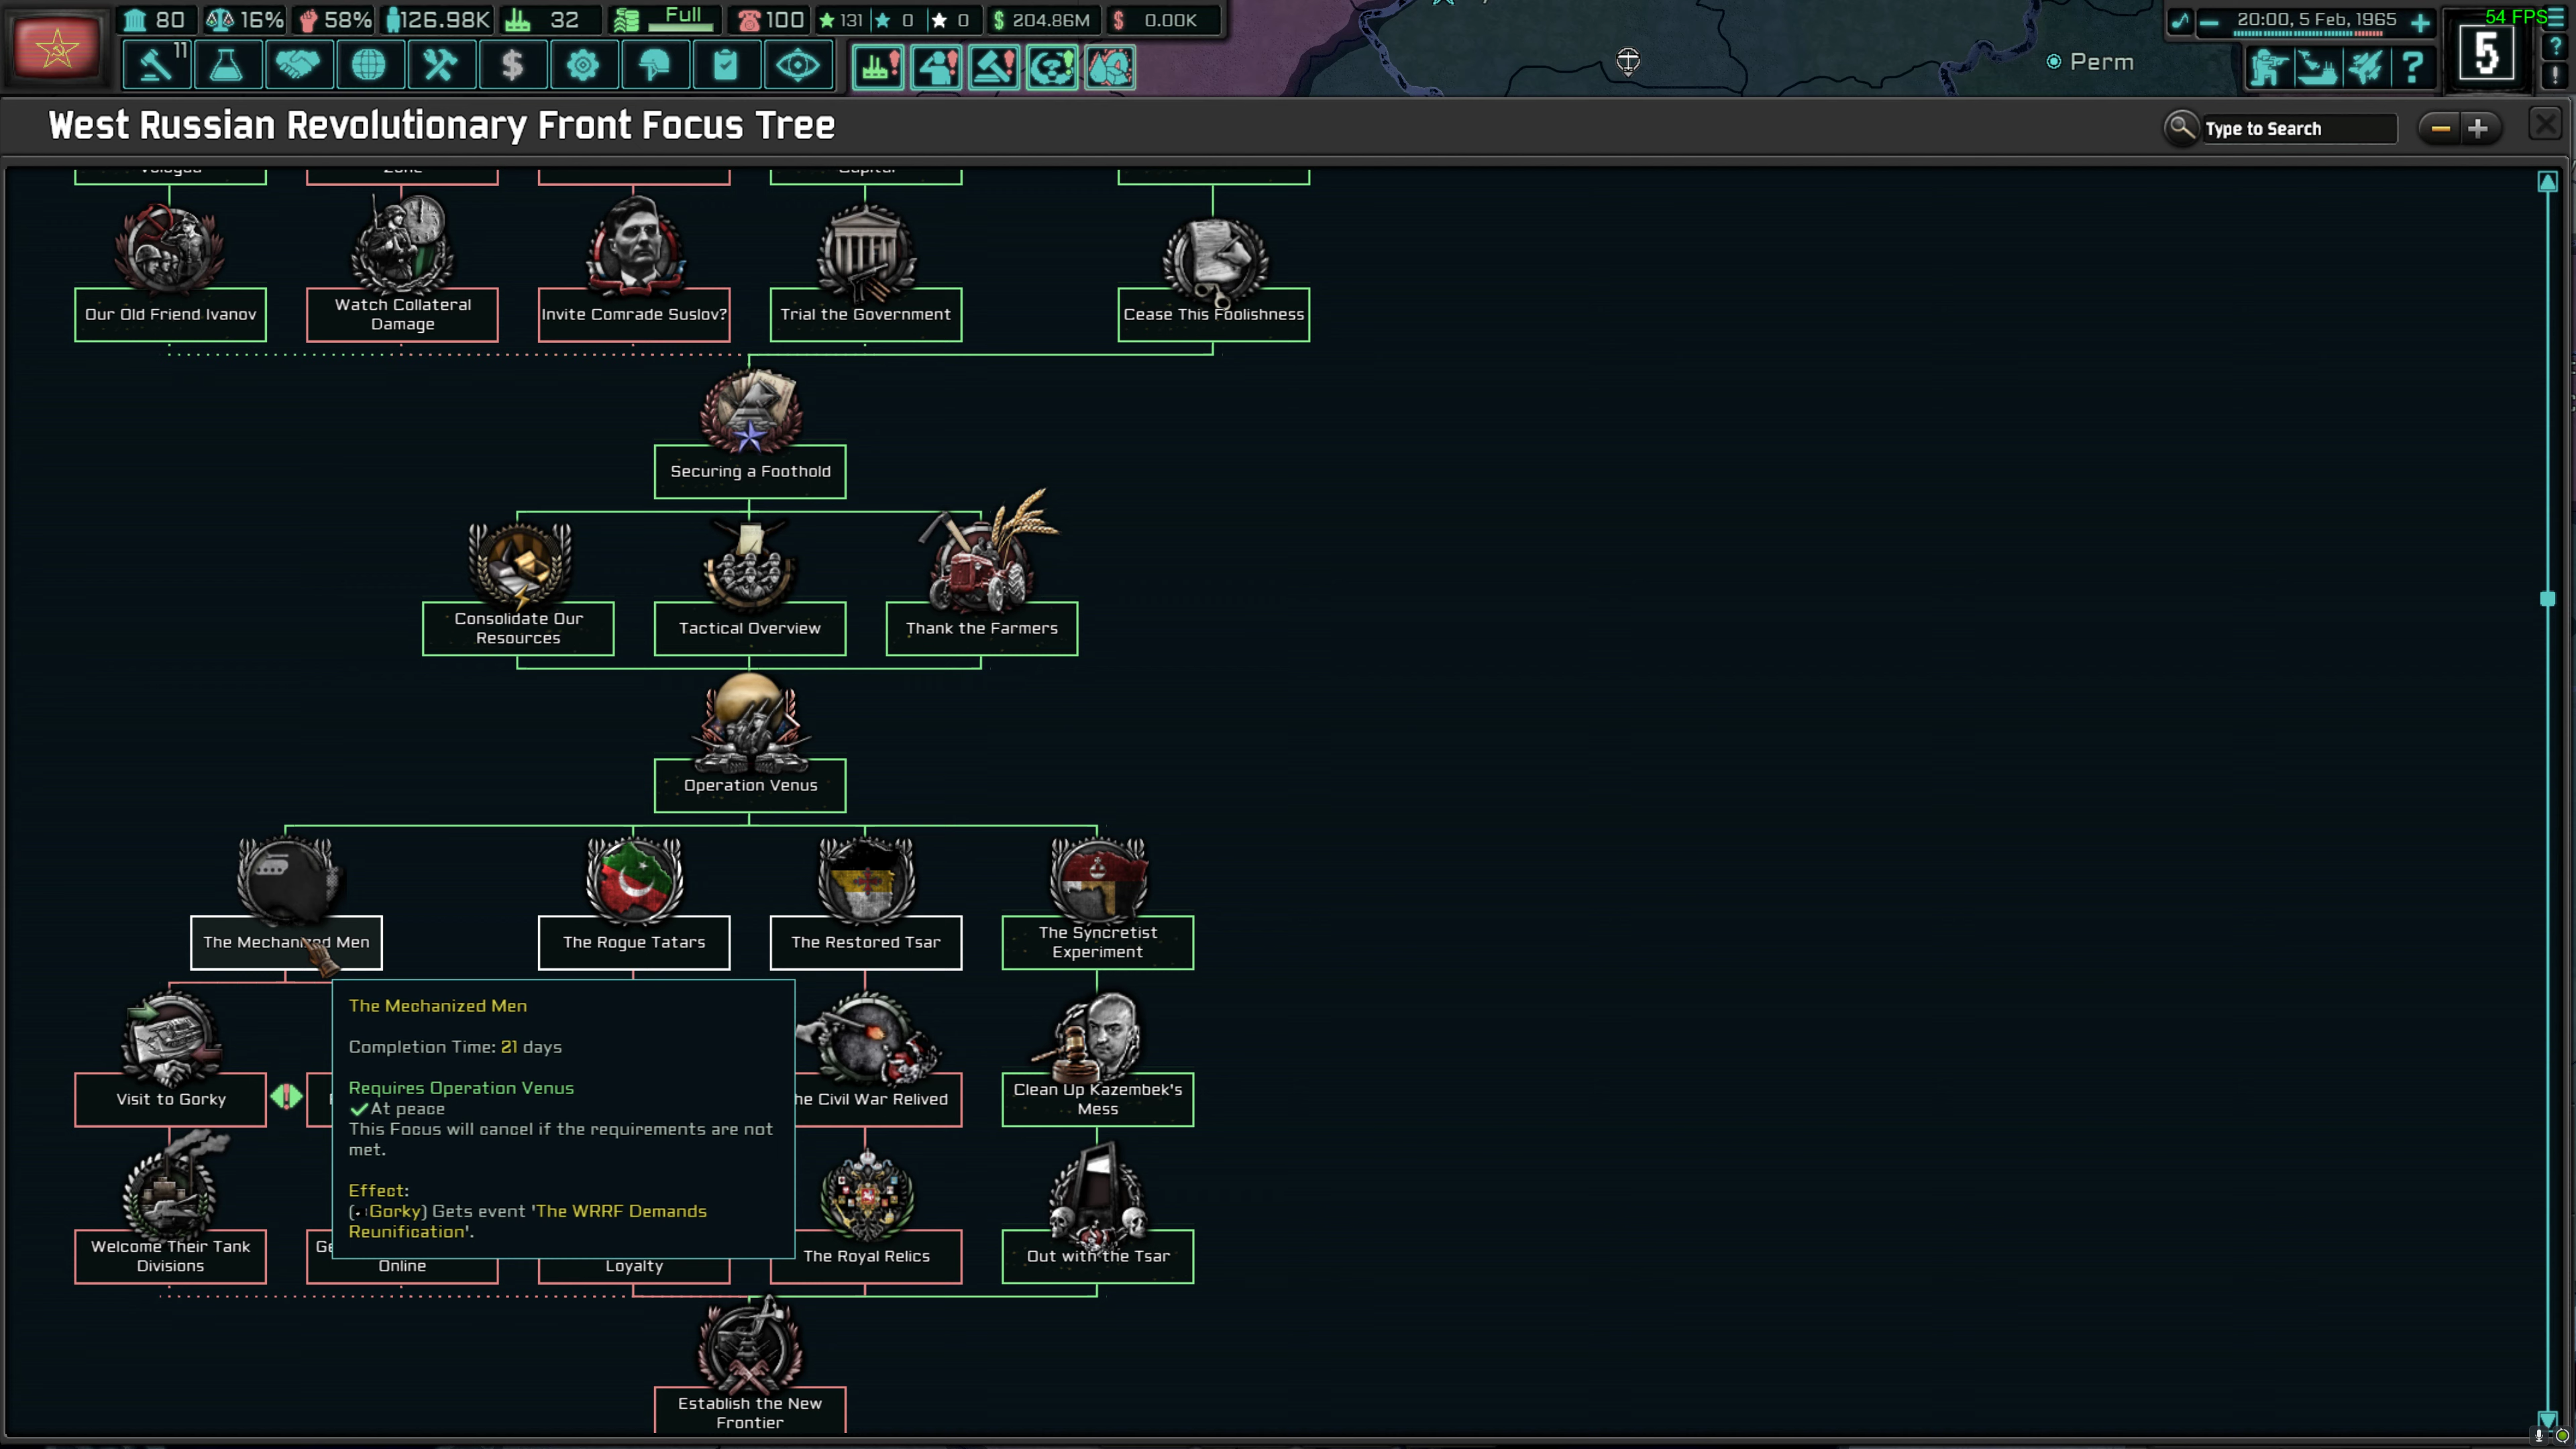 80 16% 58% 126.98K 32 Full 100 131 0 0 $ 204.86M $ 0.00K
20:00, 5 Feb, 1965
54 FPS
11
5
Perm
West Russian Revolutionary Front Focus Tree
Type to Search
Our Old Friend Ivanov
Watch Collateral
Damage
Invite Comrade Suslov?
Trial the Government
Cease This Foolishness
Securing a Foothold
Consolidate Our
Resources
Tactical Overview
Thank the Farmers
Operation Venus
The Mechanized Men
The Rogue Tatars
The Restored Tsar
The Syncretist
Experiment
The Mechanized Men
Completion Time: 21 days
Requires Operation Venus
At peace
This Focus will cancel if the requirements are not
met.
Effect:
(Gorky) Gets event 'The WRRF Demands
Reunification'.
Visit to Gorky
he Civil War Relived
Clean Up Kazembek's
Mess
Welcome Their Tank
Divisions
Online
Loyalty
The Royal Relics
Out with the Tsar
Establish the New
Frontier